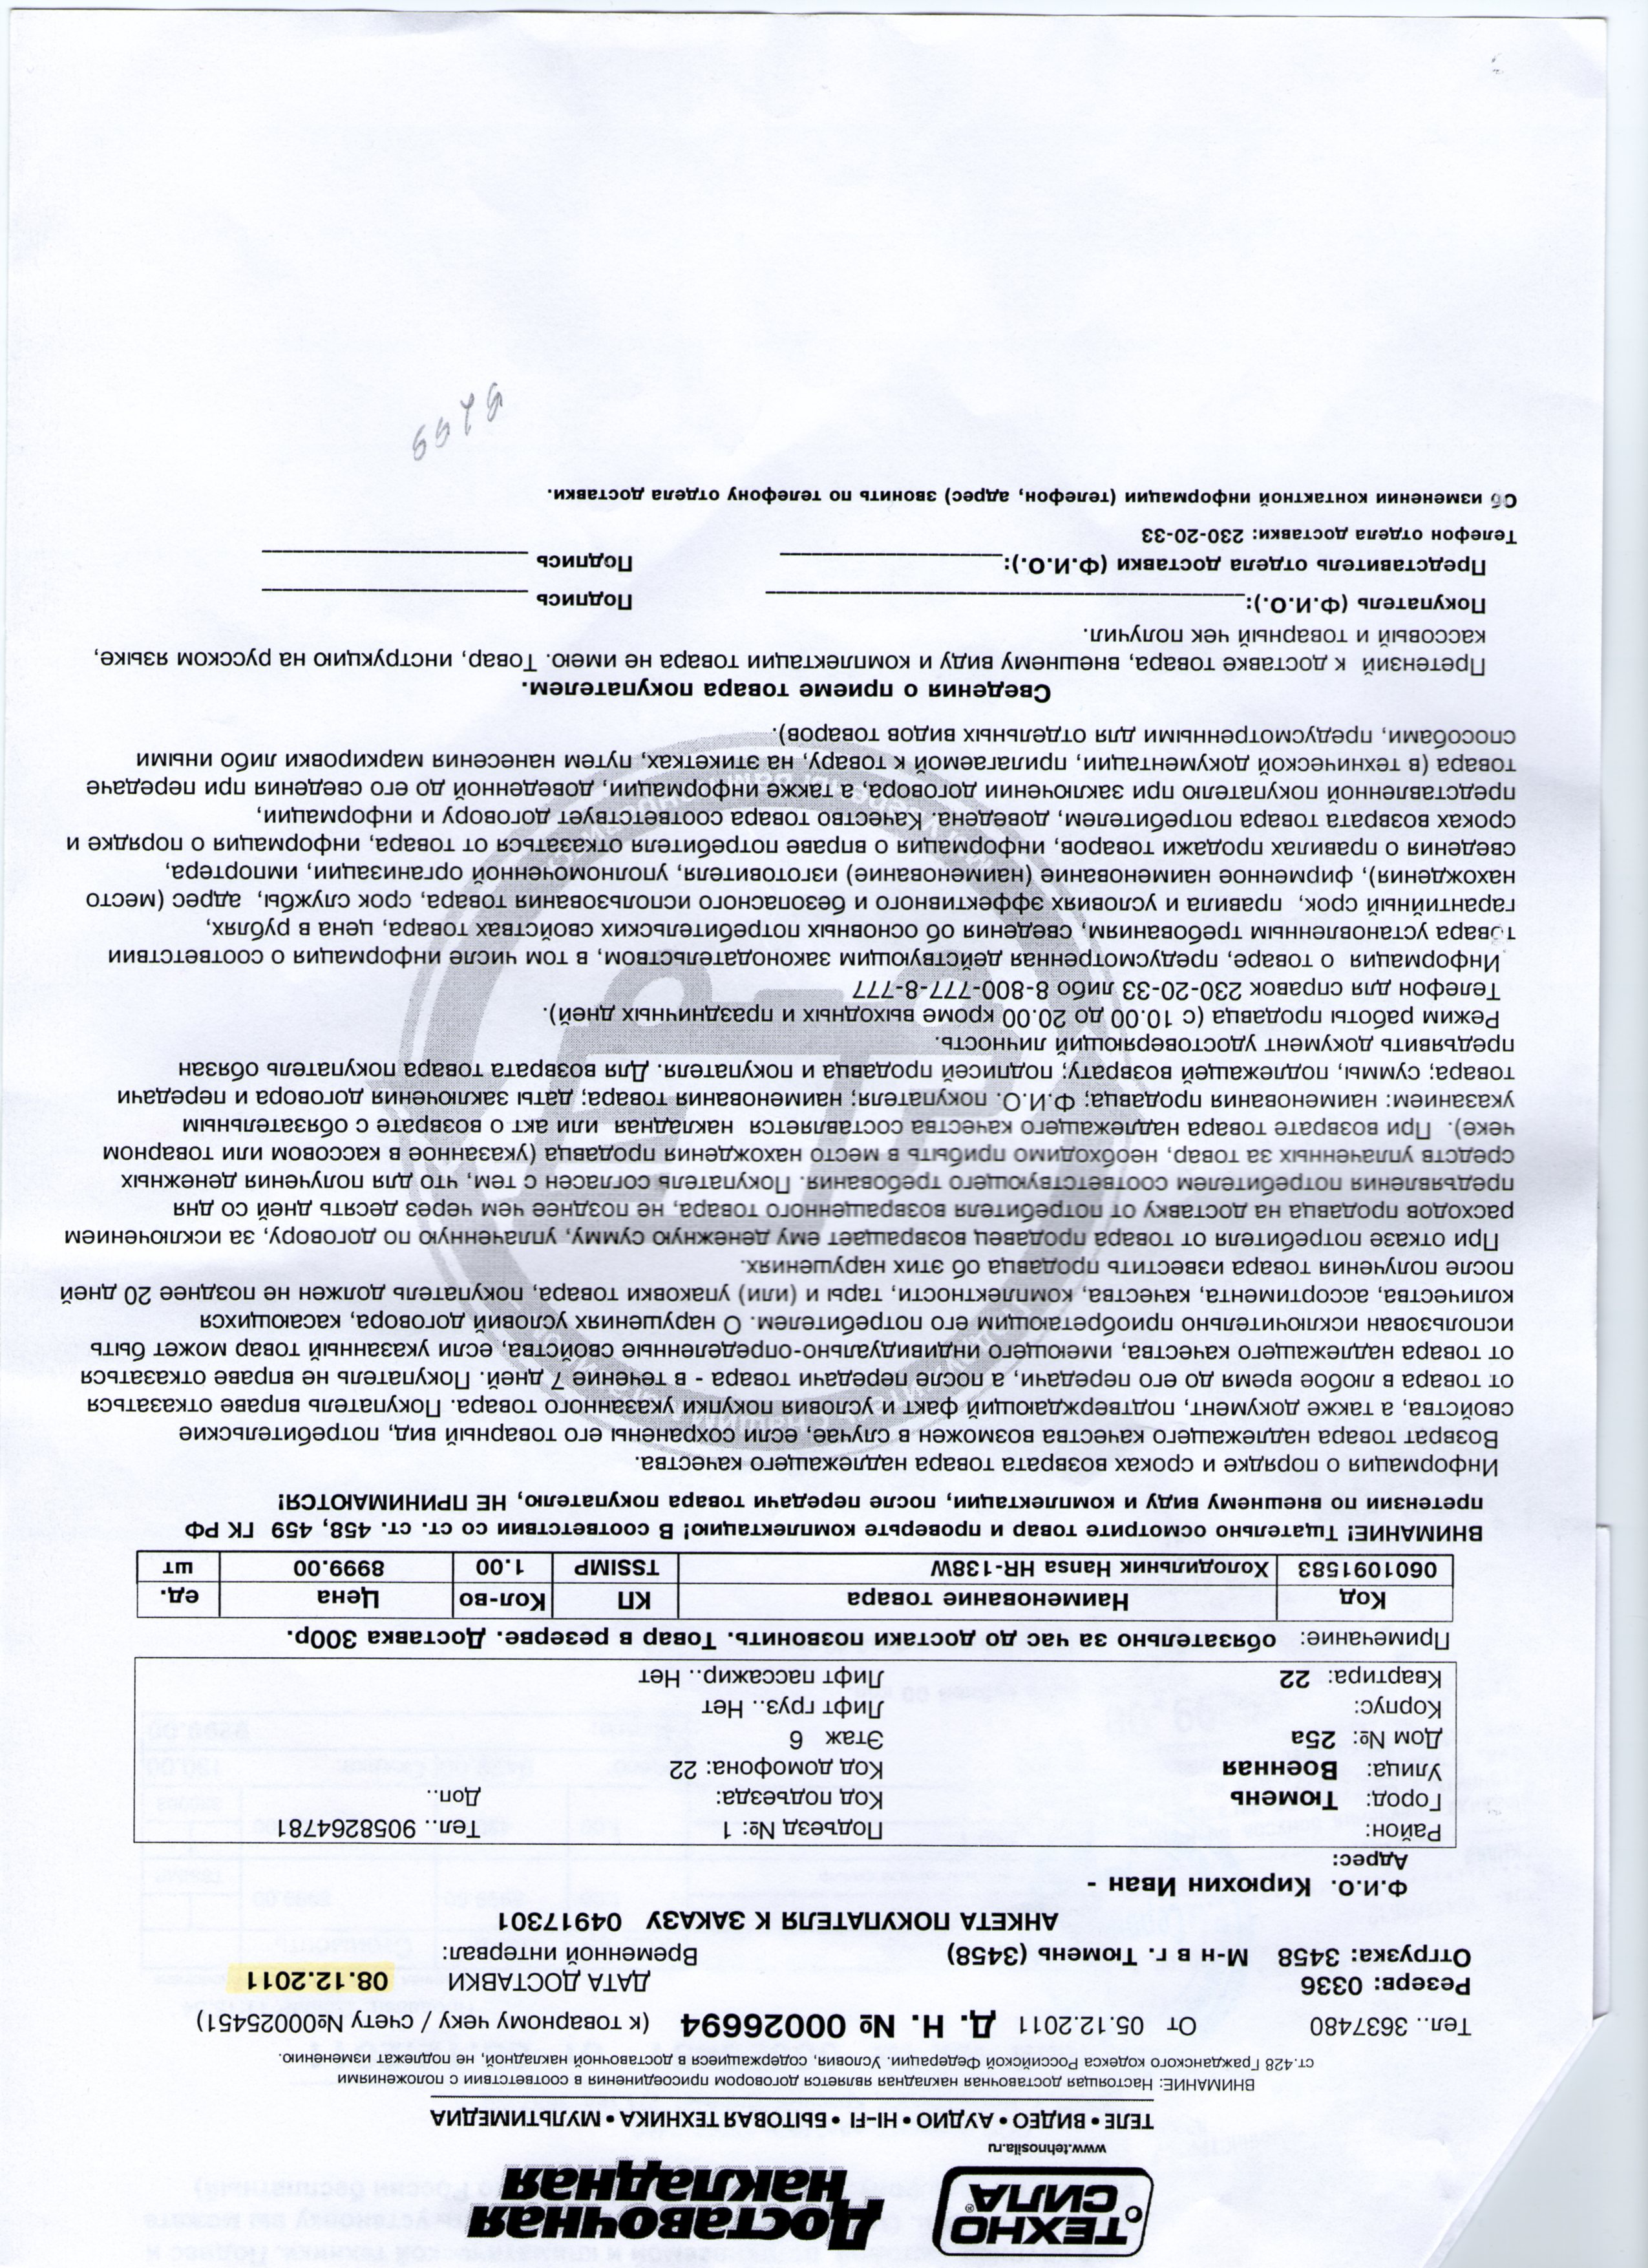 ТЕХНО
СИЛА®
Доставочная
накладная
www.tehnosila.ru
ТЕЛЕ • ВИДЕО • АУДИО • HI-FI • БЫТОВАЯ ТЕХНИКА • МУЛЬТИМЕДИА
ВНИМАНИЕ: Настоящая доставочная накладная является договором присоединения в соответствии с положениями
ст.428 Гражданского кодекса Российской Федерации. Условия, содержащиеся в доставочной накладной, не подлежат изменению.
Тел.. 3637480 От 05.12.2011 Д. Н. № 00026694 (к товарному чеку / счету №00025451)
Резерв: 0336 ДАТА ДОСТАВКИ 08.12.2011
Отгрузка: 3458 М-н в г. Тюмень (3458) Временной интервал:
АНКЕТА ПОКУПАТЕЛЯ К ЗАКАЗУ 04917301
Ф.И.О. Кирюхин Иван -
Адрес:
Район: Подъезд №: 1 Тел.. 9058264781
Город: Тюмень Код подъезда: Доп..
Улица: Военная Код домофона: 22
Дом №: 25а Этаж 6
Корпус: Лифт груз.. Нет
Квартира: 22 Лифт пассажир.. Нет
Примечание: обязательно за час до достаки позвонить. Товар в резерве. Доставка 300р.
Код Наименование товара КП Кол-во Цена ед.
0601091583 Холодильник Hansa HR-138W TSSIMP 1.00 8999.00 шт
ВНИМАНИЕ! Тщательно осмотрите товар и проверьте комплектацию! В соответствии со ст. ст. 458, 459 ГК РФ
претензии по внешнему виду и комплектации, после передачи товара покупателю, НЕ ПРИНИМАЮТСЯ!
Информация о порядке и сроках возврата товара надлежащего качества.
Возврат товара надлежащего качества возможен в случае, если сохранены его товарный вид, потребительские
свойства, а также документ, подтверждающий факт и условия покупки указанного товара. Покупатель вправе отказаться
от товара в любое время до его передачи, а после передачи товара - в течение 7 дней. Покупатель не вправе отказаться
от товара надлежащего качества, имеющего индивидуально-определенные свойства, если указанный товар может быть
использован исключительно приобретающим его потребителем. О нарушениях условий договора, касающихся
количества, ассортимента, качества, комплектности, тары и (или) упаковки товара, покупатель должен не позднее 20 дней
после получения товара известить продавца об этих нарушениях.
При отказе потребителя от товара продавец возвращает ему денежную сумму, уплаченную по договору, за исключением
расходов продавца на доставку от потребителя возвращенного товара, не позднее чем через десять дней со дня
предъявления потребителем соответствующего требования. Покупатель согласен с тем, что для получения денежных
средств уплаченных за товар, необходимо прибыть в место нахождения продавца (указанное в кассовом или товарном
чеке). При возврате товара надлежащего качества составляется накладная или акт о возврате с обязательным
указанием: наименования продавца; Ф.И.О. покупателя; наименования товара; даты заключения договора и передачи
товара; суммы, подлежащей возврату; подписей продавца и покупателя. Для возврата товара покупатель обязан
предъявить документ удостоверяющий личность.
Режим работы продавца (с 10.00 до 20.00 кроме выходных и праздничных дней).
Телефон для справок 230-20-33 либо 8-800-777-8-777
Информация о товаре, предусмотренная действующим законодательством, в том числе информация о соответствии
товара установленным требованиям, сведения об основных потребительских свойствах товара, цена в рублях,
гарантийный срок, правила и условиях эффективного и безопасного использования товара, срок службы, адрес (место
нахождения), фирменное наименование (наименование) изготовителя, уполномоченной организации, импортера,
сведения о правилах продажи товаров, информация о вправе потребителя отказаться от товара, информация о порядке и
сроках возврата товара потребителем, доведена. Качество товара соответствует договору и информации,
представленной покупателю при заключении договора, а также информации, доведенной до его сведения при передаче
товара (в технической документации, прилагаемой к товару, на этикетках, путем нанесения маркировки либо иными
способами, предусмотренными для отдельных видов товаров).
Сведения о приеме товара покупателем.
Претензий к доставке товара, внешнему виду и комплектации товара не имею. Товар, инструкцию на русском языке,
кассовый и товарный чек получил.
Покупатель (Ф.И.О.): Подпись
Представитель отдела доставки (Ф.И.О.): Подпись
Телефон отдела доставки: 230-20-33
Об изменении контактной информации (телефон, адрес) звонить по телефону отдела доставки.